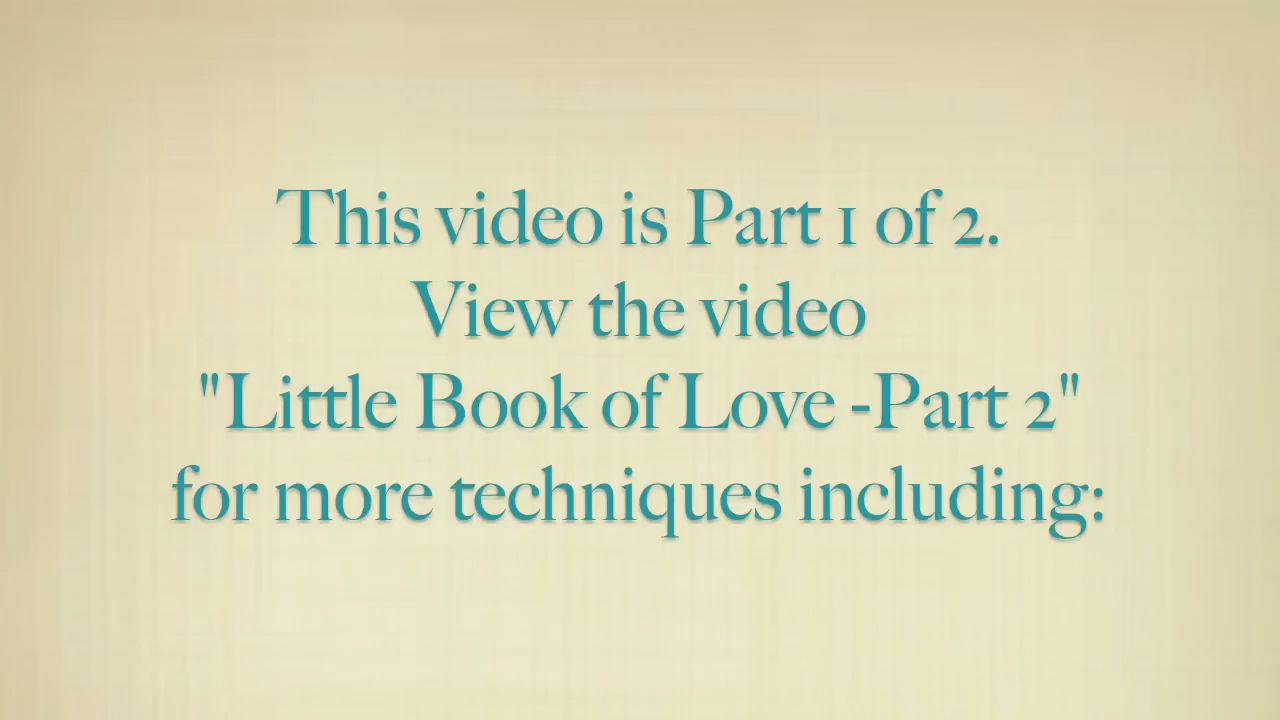 This video is Part 1 of 2.
View the video
"Little Book of Love -Part 2"
for more techniques including: